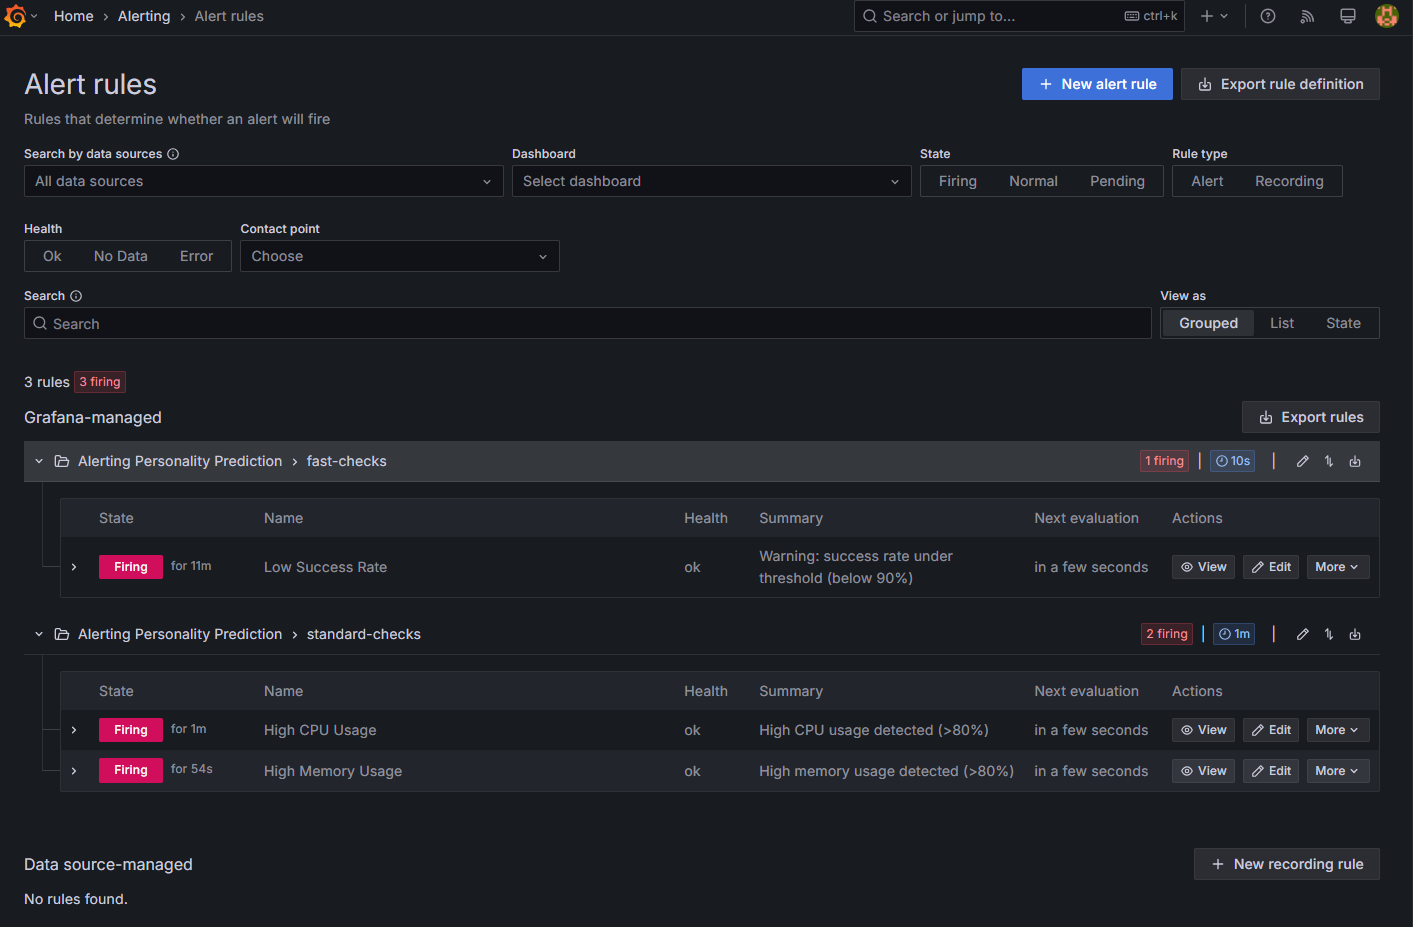 Home › Alerting › Alert rules
Search or jump to... ctrl+k
Alert rules
New alert rule
Export rule definition
Rules that determine whether an alert will fire
Search by data sources
Dashboard
State
Rule type
All data sources
Select dashboard
Firing Normal Pending
Alert Recording
Health
Contact point
Ok No Data Error
Choose
Search
View as
Search
Grouped List State
3 rules 3 firing
Grafana-managed
Export rules
Alerting Personality Prediction › fast-checks
1 firing | 10s |
State Name Health Summary Next evaluation Actions
Firing for 11m Low Success Rate ok Warning: success rate under threshold (below 90%) in a few seconds View Edit More
Alerting Personality Prediction › standard-checks
2 firing | 1m |
State Name Health Summary Next evaluation Actions
Firing for 1m High CPU Usage ok High CPU usage detected (>80%) in a few seconds View Edit More
Firing for 54s High Memory Usage ok High memory usage detected (>80%) in a few seconds View Edit More
Data source-managed
New recording rule
No rules found.